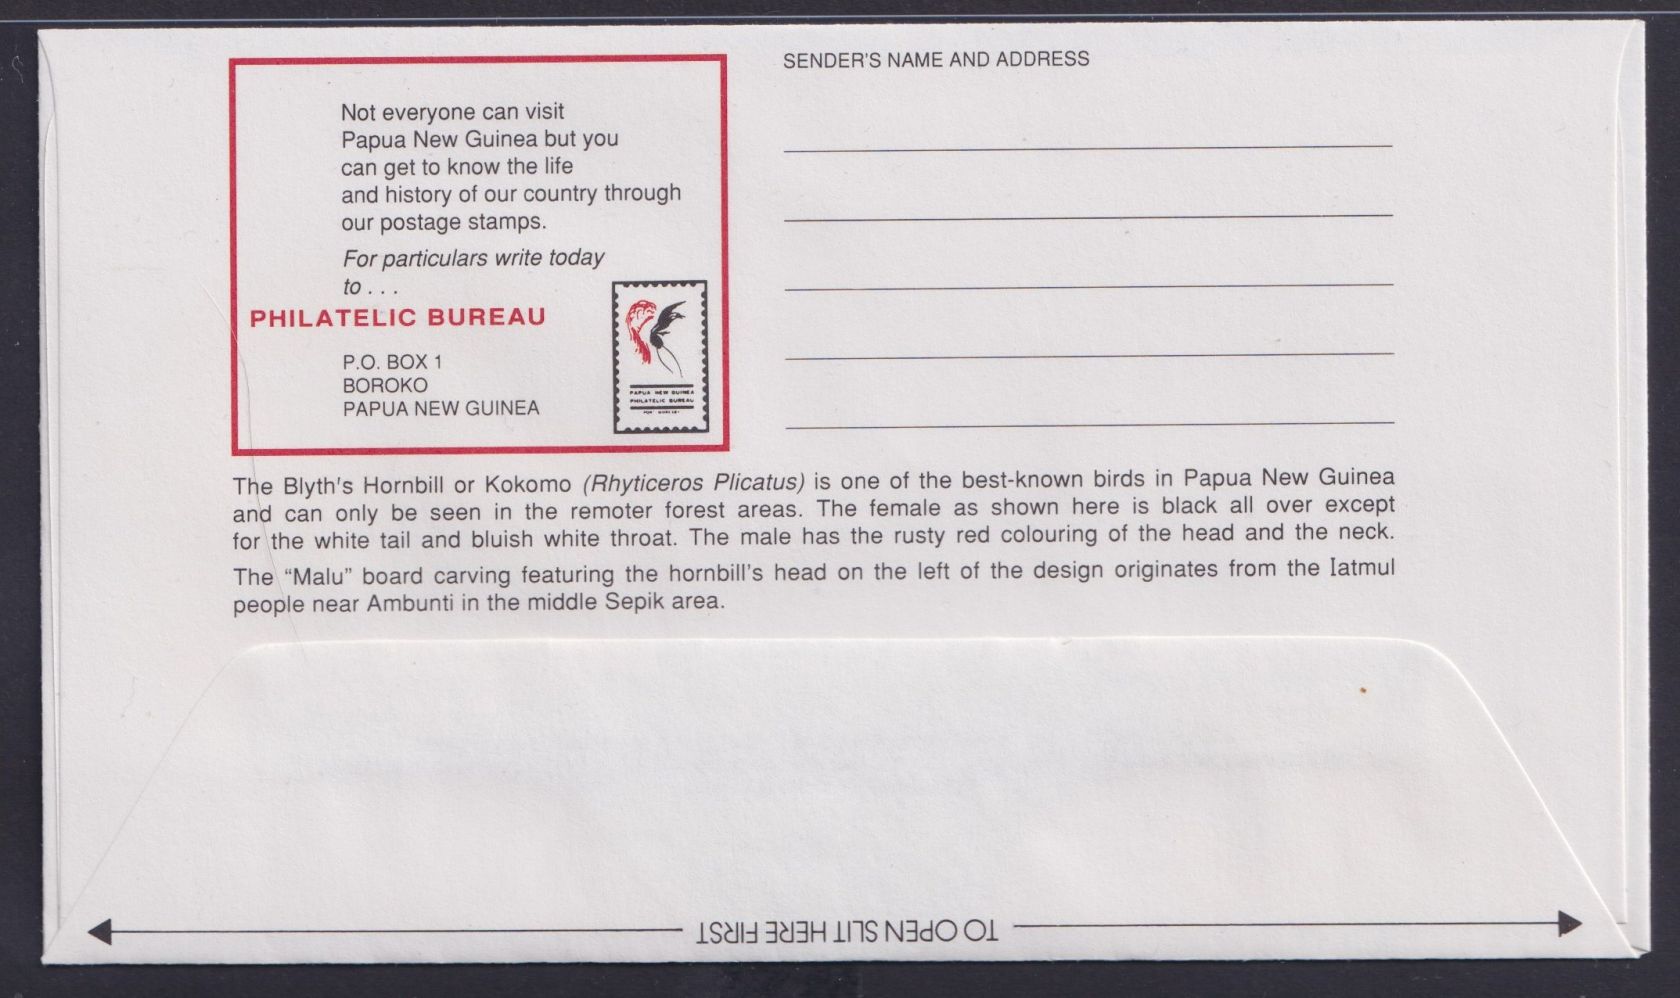 Not everyone can visit
Papua New Guinea but you
can get to know the life
and history of our country through
our postage stamps.
For particulars write today
to . . .
PHILATELIC BUREAU
P.O. BOX 1
BOROKO
PAPUA NEW GUINEA
PAPUA NEW GUINEA
PHILATELIC BUREAU
SENDER'S NAME AND ADDRESS
The Blyth's Hornbill or Kokomo (Rhyticeros Plicatus) is one of the best-known birds in Papua New Guinea
and can only be seen in the remoter forest areas. The female as shown here is black all over except
for the white tail and bluish white throat. The male has the rusty red colouring of the head and the neck.
The “Malu” board carving featuring the hornbill's head on the left of the design originates from the Iatmul
people near Ambunti in the middle Sepik area.
TO OPEN SLIT HERE FIRST